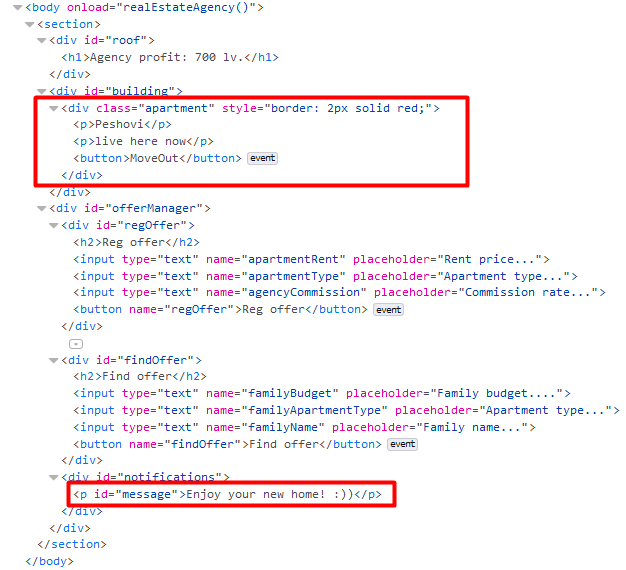 <body onload="realEstateAgency()">
<section>
<div id="roof">
<h1>Agency profit: 700 lv.</h1>
</div>
<div id="building">
<div class="apartment" style="border: 2px solid red;">
<p>Peshovi</p>
<p>live here now</p>
<button>MoveOut</button> event
</div>
</div>
<div id="offerManager">
<div id="regOffer">
<h2>Reg offer</h2>
<input type="text" name="apartmentRent" placeholder="Rent price...">
<input type="text" name="apartmentType" placeholder="Apartment type...">
<input type="text" name="agencyCommission" placeholder="Commission rate...">
<button name="regOffer">Reg offer</button> event
</div>
<div id="findOffer">
<h2>Find offer</h2>
<input type="text" name="familyBudget" placeholder="Family budget....">
<input type="text" name="familyApartmentType" placeholder="Apartment type...">
<input type="text" name="familyName" placeholder="Family name...">
<button name="findOffer">Find offer</button> event
</div>
<div id="notifications">
<p id="message">Enjoy your new home! :))</p>
</div>
</div>
</section>
</body>